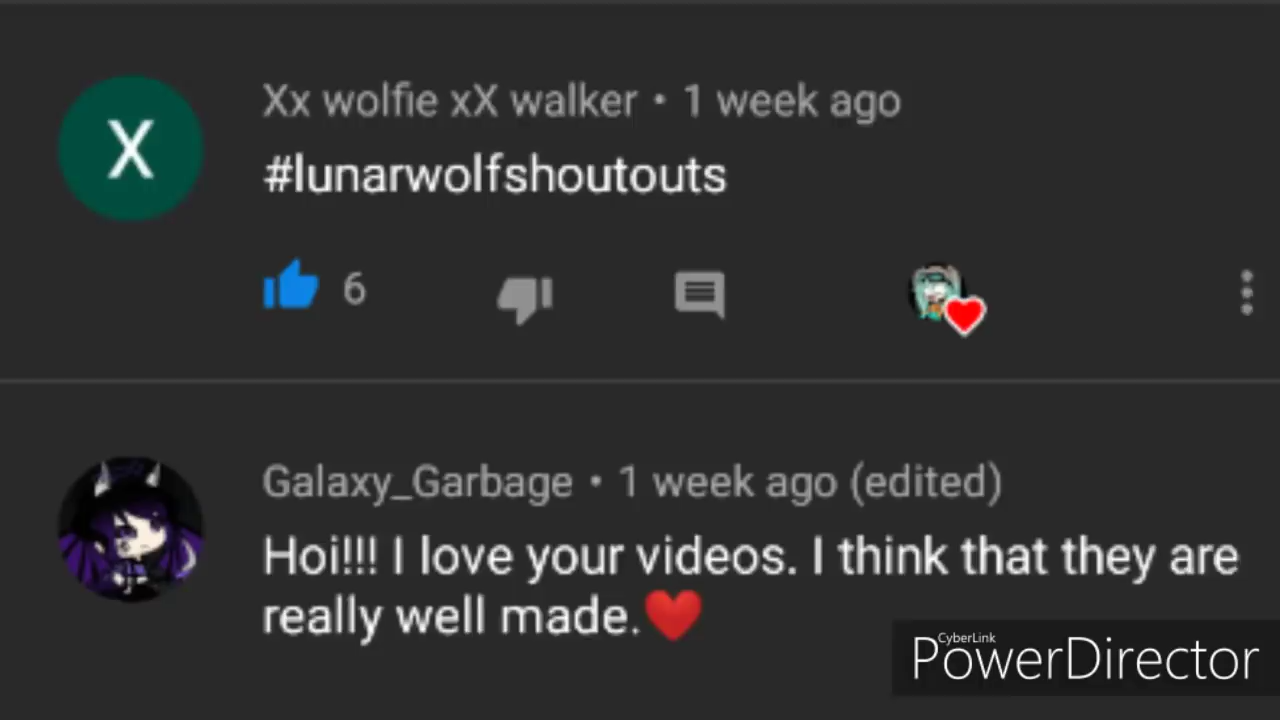 Xx wolfie xX walker • 1 week ago
X
#lunarwolfshoutouts
6
Galaxy_Garbage • 1 week ago (edited)
Hoi!!! I love your videos. I think that they are
really well made.❤️
CyberLink
PowerDirector